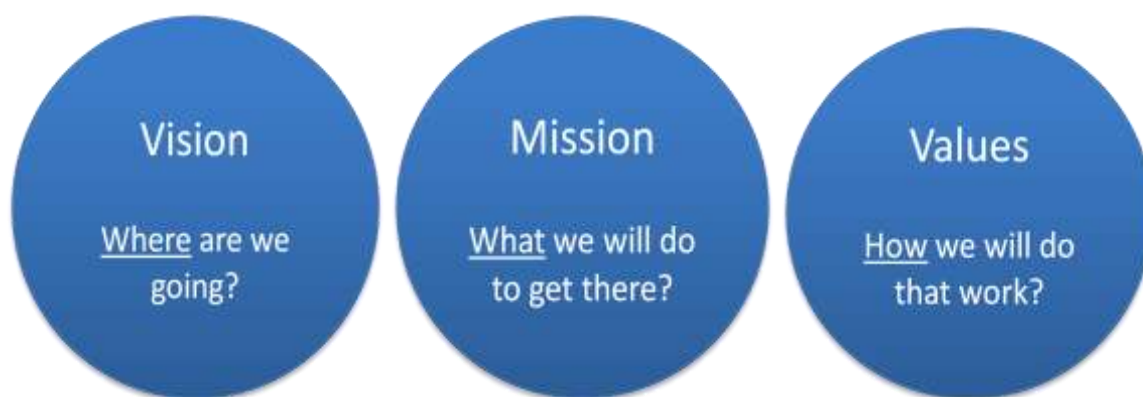 Vision
Where are we
going?
Mission
What we will do
to get there?
Values
How we will do
that work?